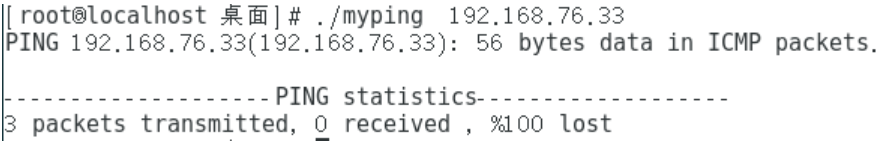 [root@localhost 桌面]# ./myping  192.168.76.33
PING 192.168.76.33(192.168.76.33): 56 bytes data in ICMP packets.
--------------------PING statistics-------------------
3 packets transmitted, 0 received , %100 lost